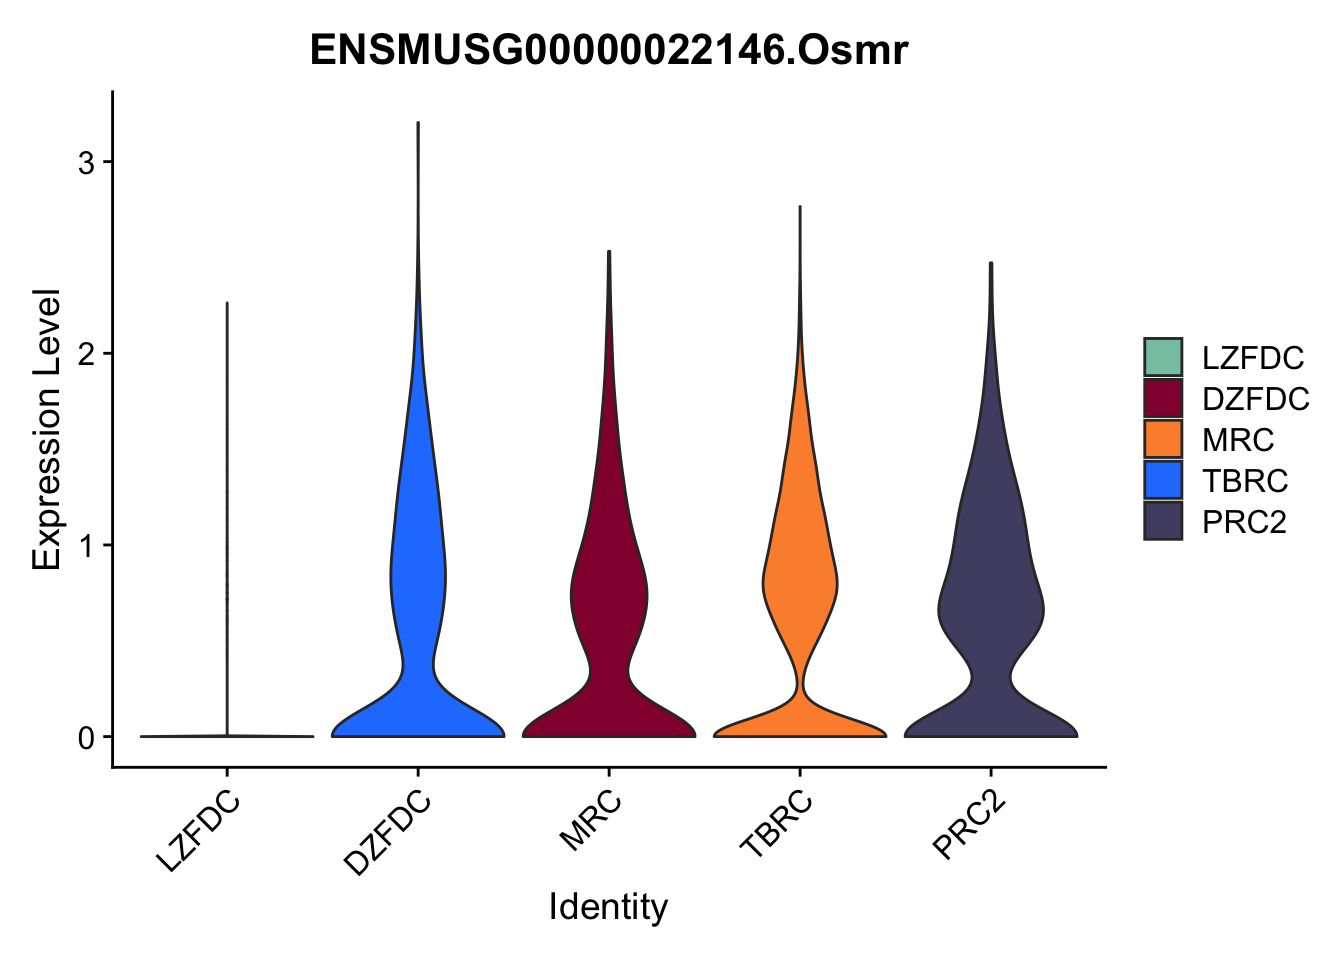 ENSMUSG00000022146.Osmr
Expression Level
3
2
1
0
LZFDC
DZFDC
MRC
TBRC
PRC2
Identity
LZFDC
DZFDC
MRC
TBRC
PRC2